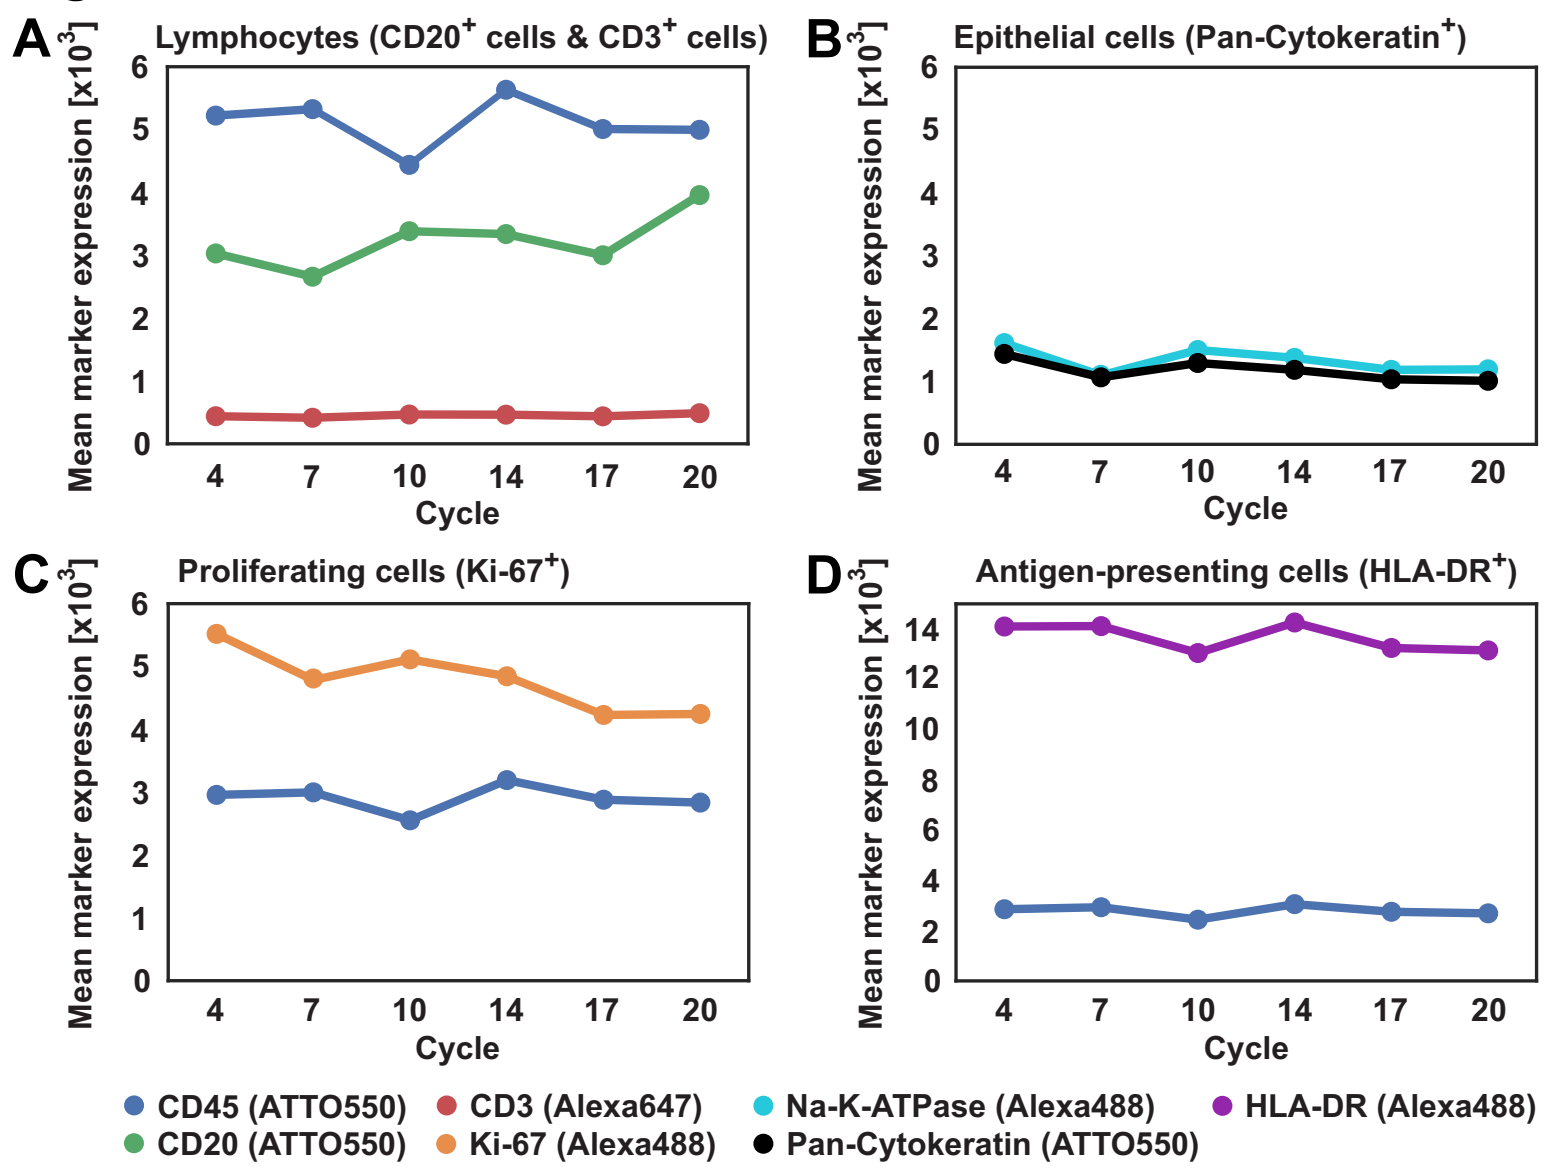 A Lymphocytes (CD20+ cells & CD3+ cells)
Mean marker expression [x10³]
6
5
4
3
2
1
0
4 7 10 14 17 20
Cycle
B Epithelial cells (Pan-Cytokeratin+)
Mean marker expression [x10³]
6
5
4
3
2
1
0
4 7 10 14 17 20
Cycle
C Proliferating cells (Ki-67+)
Mean marker expression [x10³]
6
5
4
3
2
1
0
4 7 10 14 17 20
Cycle
D Antigen-presenting cells (HLA-DR+)
Mean marker expression [x10³]
14
12
10
8
6
4
2
0
4 7 10 14 17 20
Cycle
CD45 (ATTO550) CD3 (Alexa647) Na-K-ATPase (Alexa488) HLA-DR (Alexa488)
CD20 (ATTO550) Ki-67 (Alexa488) Pan-Cytokeratin (ATTO550)